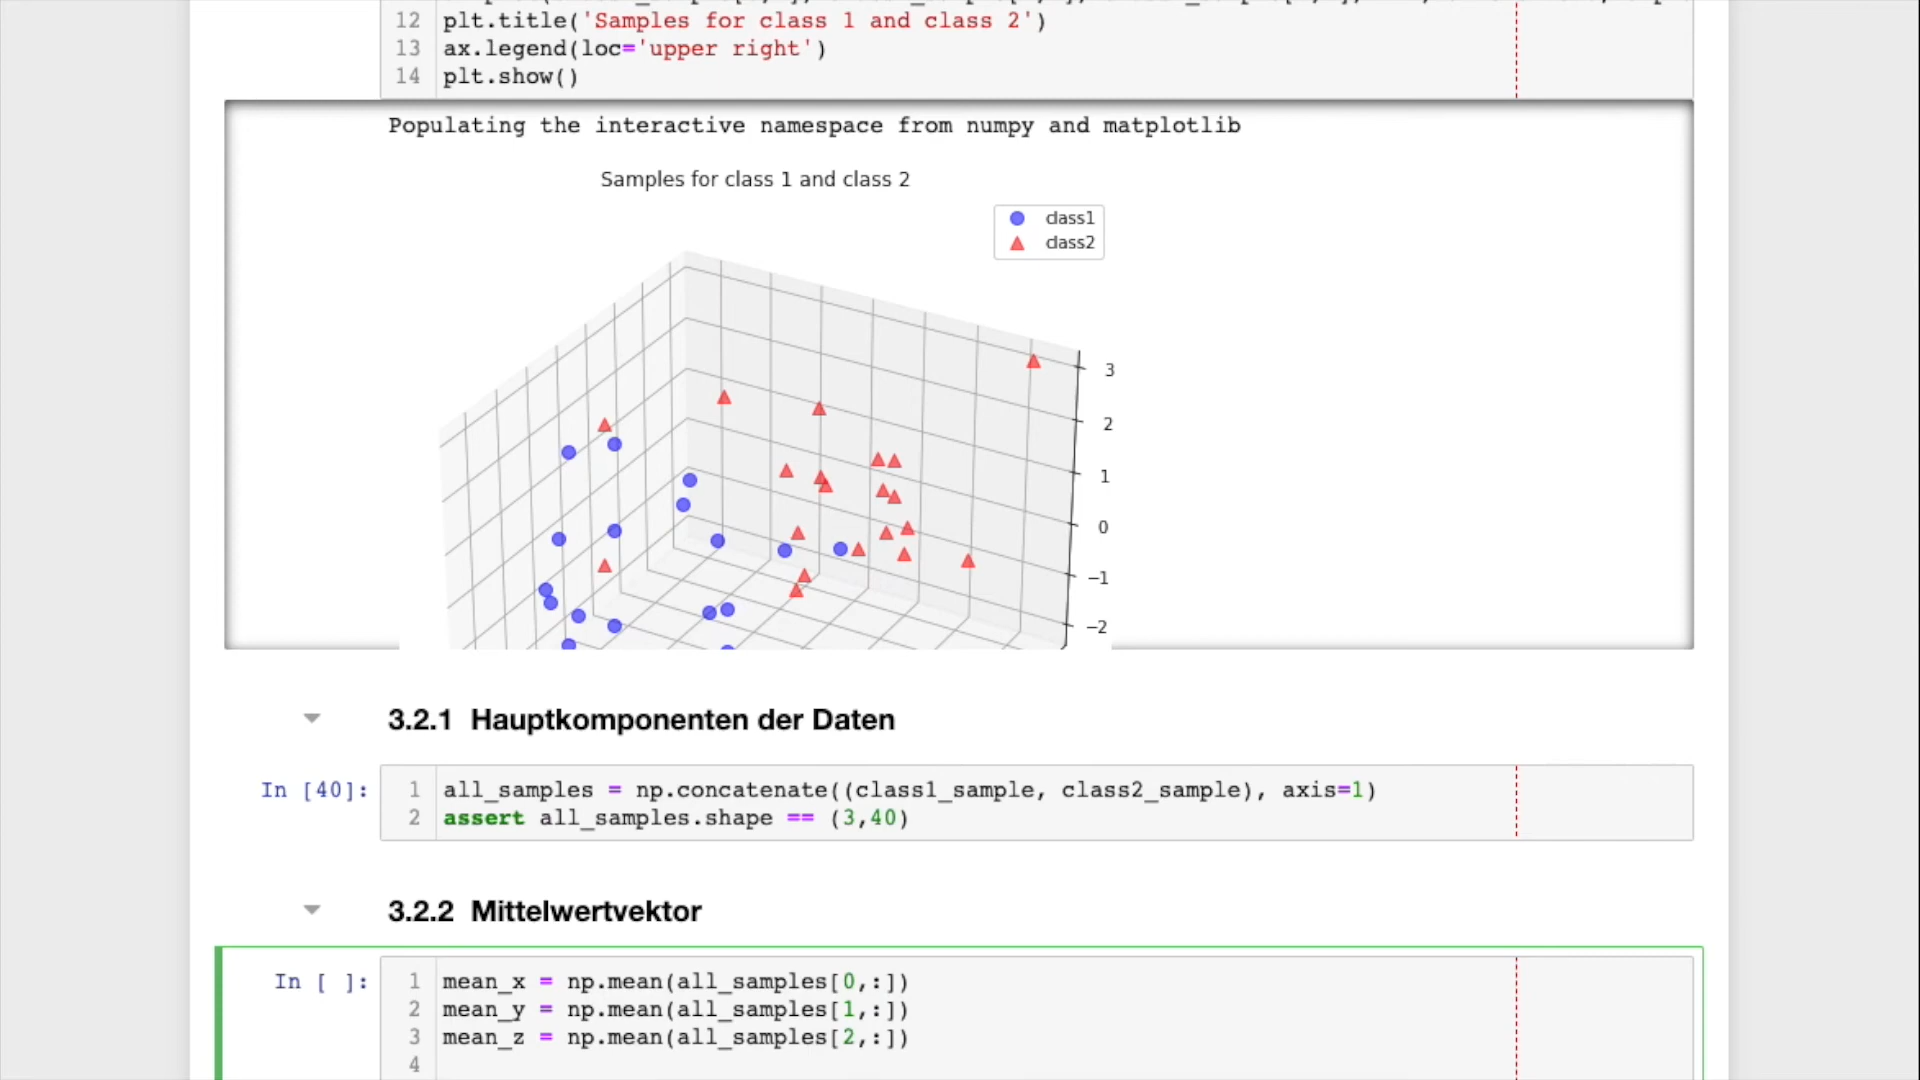 12 plt.title('Samples for class 1 and class 2')
13 ax.legend(loc='upper right')
14 plt.show()
Populating the interactive namespace from numpy and matplotlib
Samples for class 1 and class 2
class1
class2
3
2
1
0
−1
−2
3.2.1 Hauptkomponenten der Daten
In [40]:
1 all_samples = np.concatenate((class1_sample, class2_sample), axis=1)
2 assert all_samples.shape == (3,40)
3.2.2 Mittelwertvektor
In [ ]:
1 mean_x = np.mean(all_samples[0,:])
2 mean_y = np.mean(all_samples[1,:])
3 mean_z = np.mean(all_samples[2,:])
4